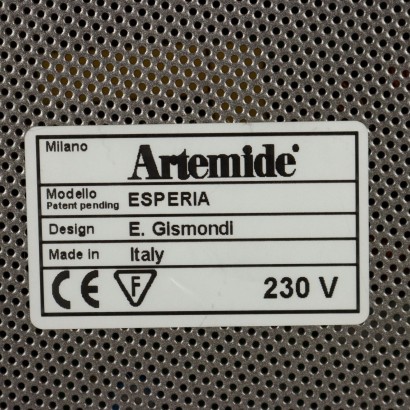 Milano Artemide
Modello
Patent pending ESPERIA
Design E. Gismondi
Made in Italy
CE F 230 V